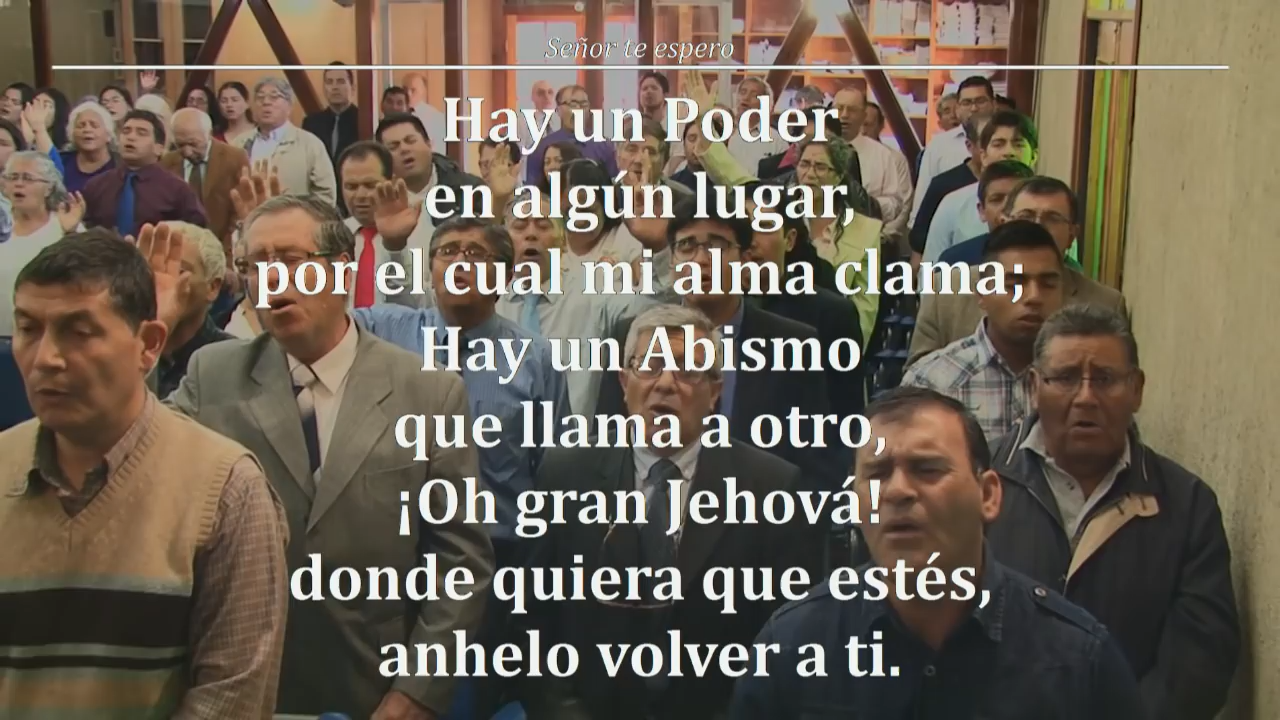 Señor te espero
Hay un Poder
en algún lugar,
por el cual mi alma clama;
Hay un Abismo
que llama a otro,
¡Oh gran Jehová!
donde quiera que estés,
anhelo volver a ti.